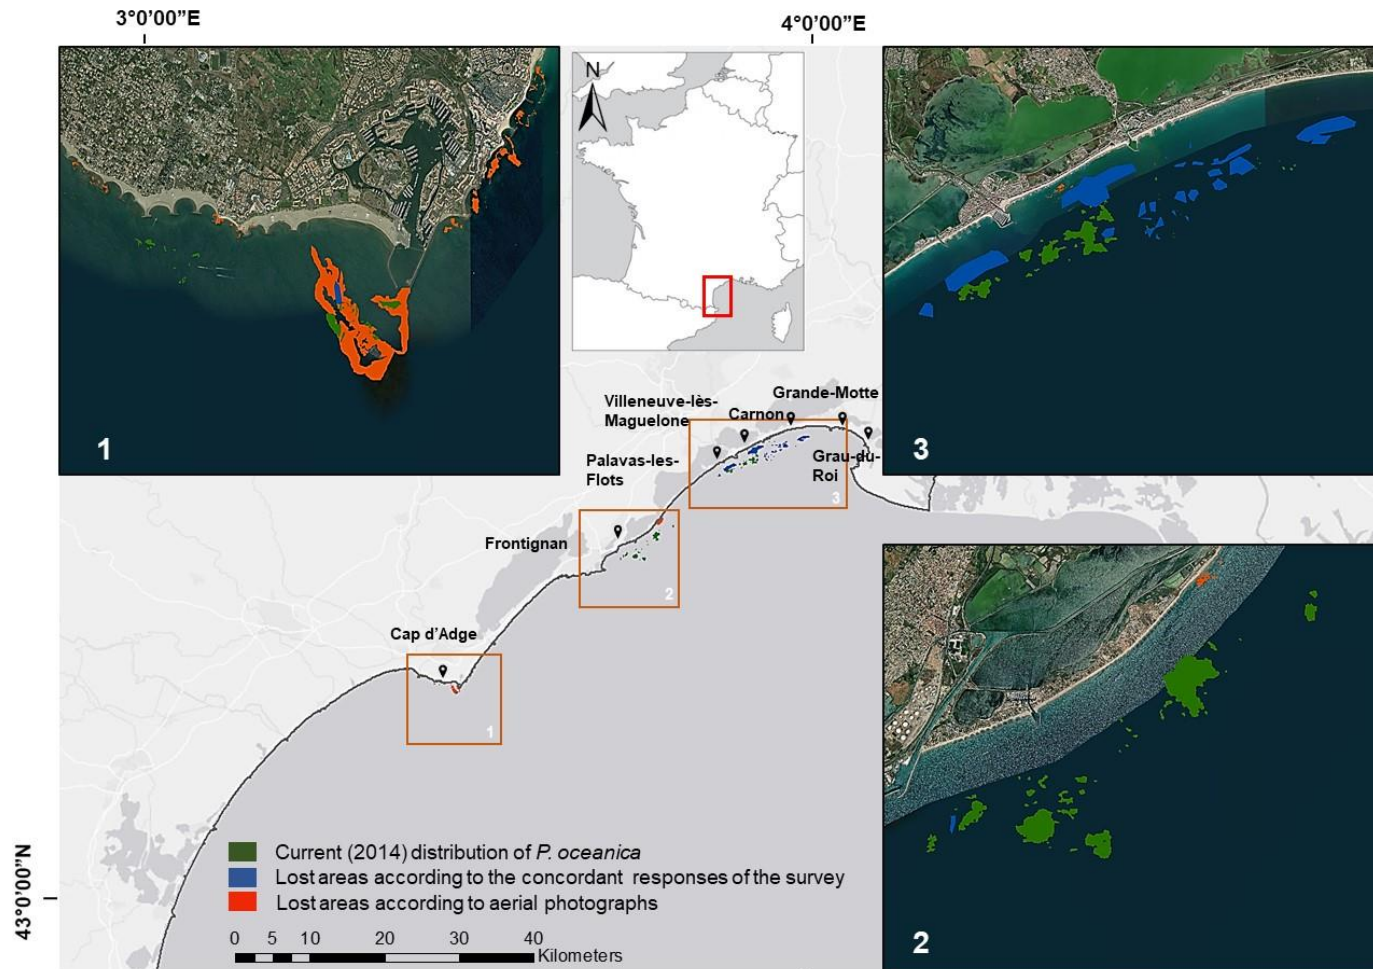 3°0'00"E
4°0'00"E
N
1
3
Villeneuve-lès-
Maguelone
Grande-Motte
Carnon
Palavas-les-
Flots
Grau-du-
Roi
3
Frontignan
2
Cap d'Adge
1
43°0'00"N
Current (2014) distribution of P. oceanica
Lost areas according to the concordant responses of the survey
Lost areas according to aerial photographs
0 5 10 20 30 40
Kilometers
2